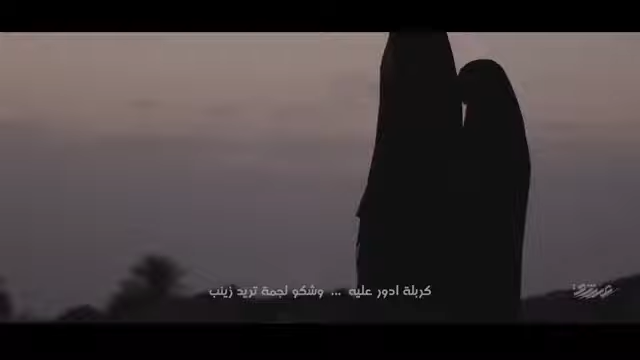 كربلة ادور عليه ... وشكو لجمة تريد زينب